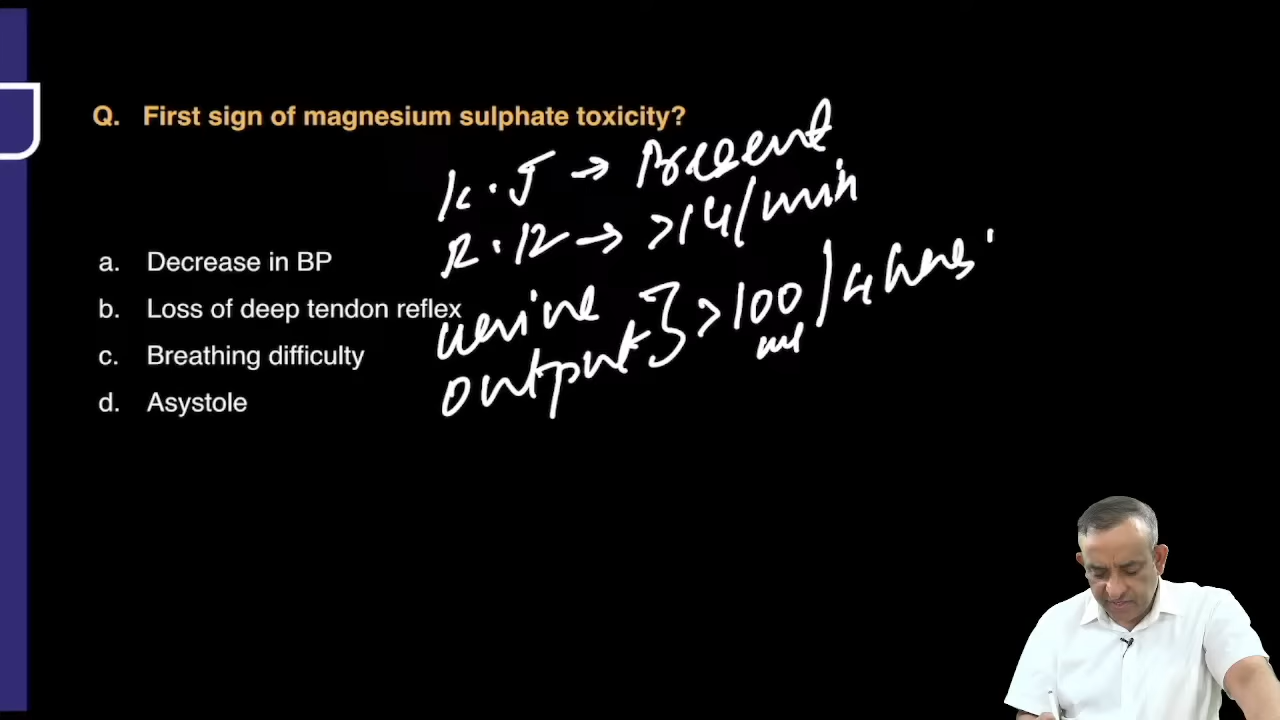 Q. First sign of magnesium sulphate toxicity?
K.J → Present
R.R → >14/min
a. Decrease in BP
b. Loss of deep tendon reflex
urine output } >100 ml / 4 hrs.
c. Breathing difficulty
d. Asystole